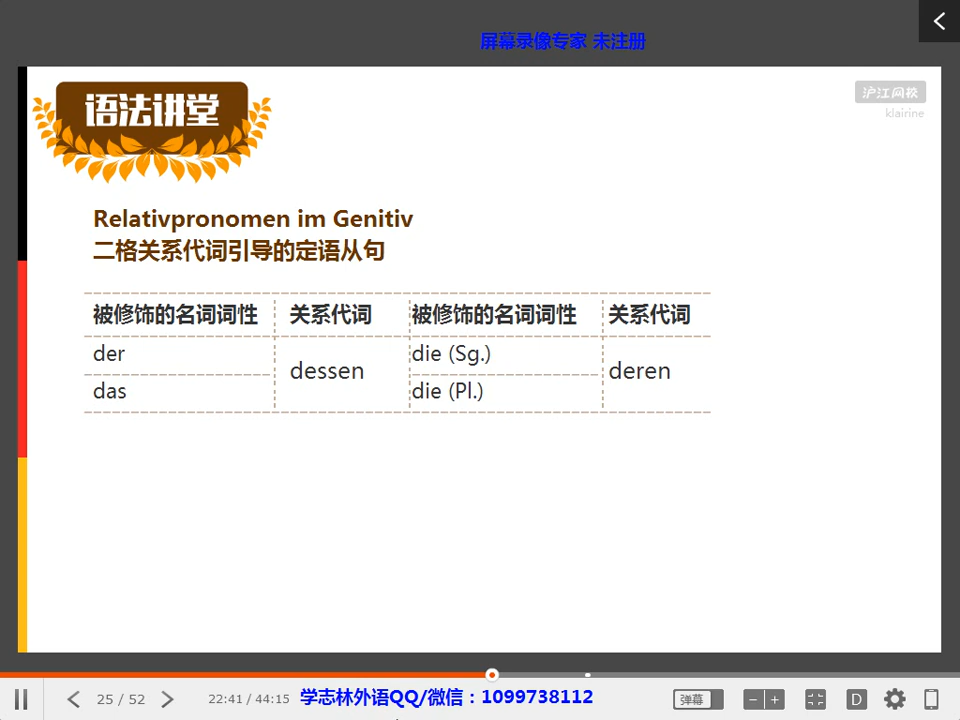 屏幕录像专家 未注册
语法讲堂
沪江网校
klairine
Relativpronomen im Genitiv
二格关系代词引导的定语从句
被修饰的名词词性 关系代词 被修饰的名词词性 关系代词
der dessen die (Sg.) deren
das die (Pl.)
25 / 52 22:41 / 44:15 学志林外语QQ/微信：1099738112 弹幕 D